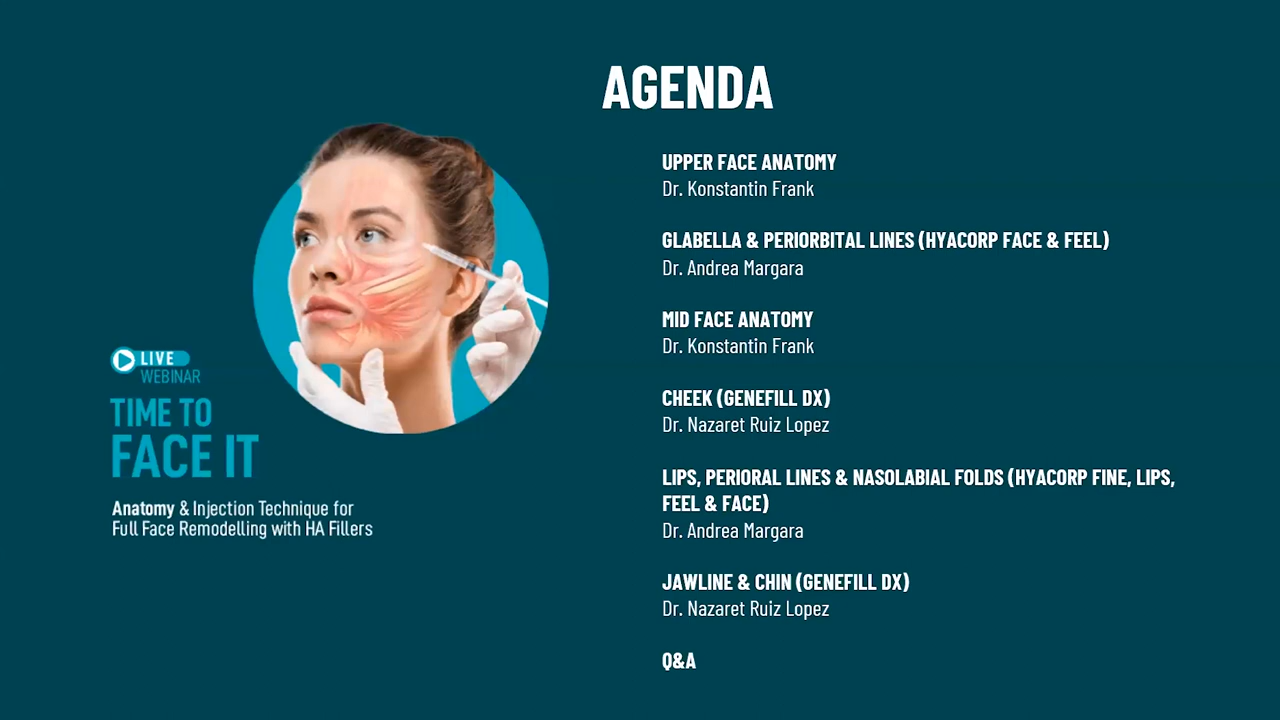 AGENDA
UPPER FACE ANATOMY
Dr. Konstantin Frank
GLABELLA & PERIORBITAL LINES (HYACORP FACE & FEEL)
Dr. Andrea Margara
MID FACE ANATOMY
Dr. Konstantin Frank
CHEEK (GENEFILL DX)
Dr. Nazaret Ruiz Lopez
LIPS, PERIORAL LINES & NASOLABIAL FOLDS (HYACORP FINE, LIPS,
FEEL & FACE)
Dr. Andrea Margara
JAWLINE & CHIN (GENEFILL DX)
Dr. Nazaret Ruiz Lopez
Q&A
LIVE
WEBINAR
TIME TO
FACE IT
Anatomy & Injection Technique for
Full Face Remodelling with HA Fillers